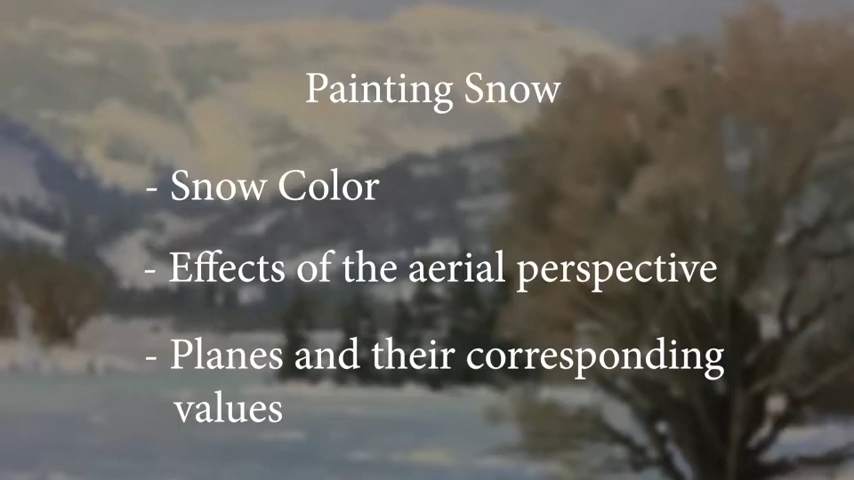 Painting Snow
- Snow Color
- Effects of the aerial perspective
- Planes and their corresponding
values